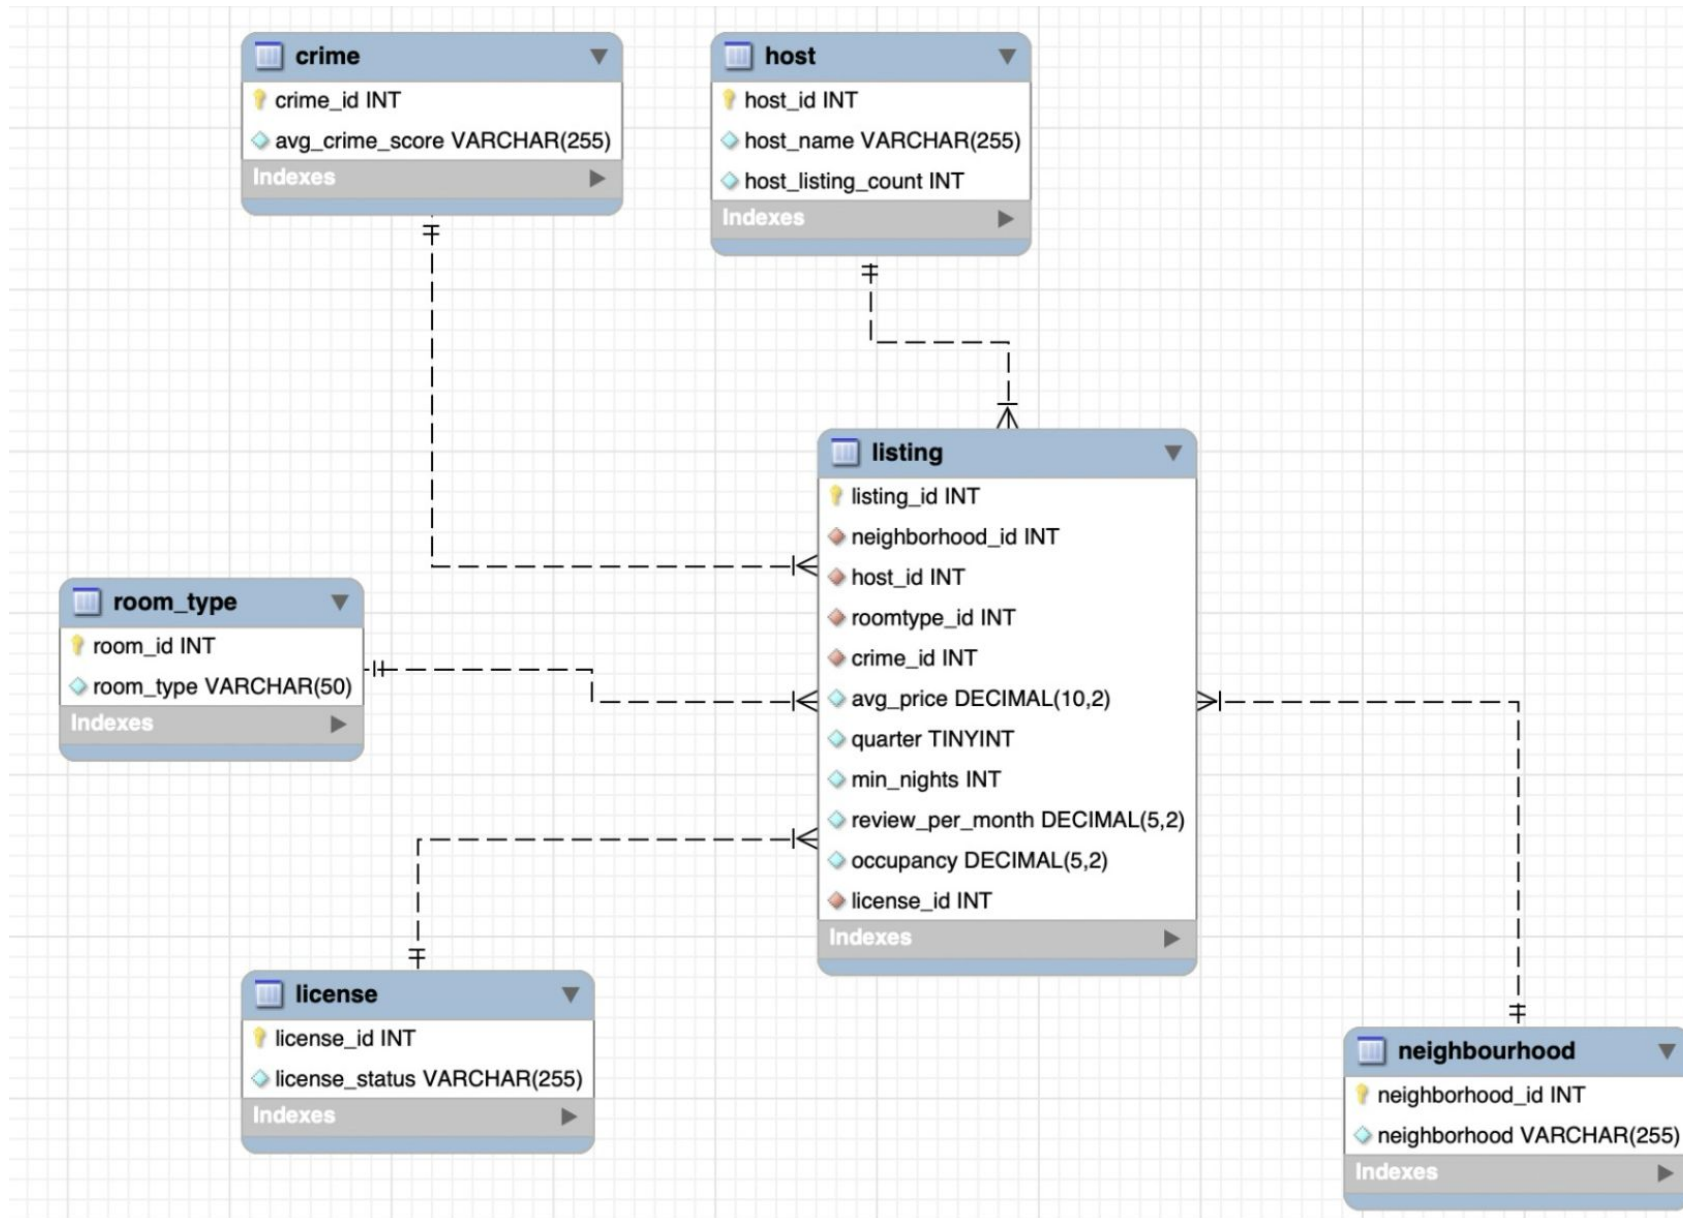 crime
crime_id INT
avg_crime_score VARCHAR(255)
Indexes
host
host_id INT
host_name VARCHAR(255)
host_listing_count INT
Indexes
listing
listing_id INT
neighborhood_id INT
host_id INT
roomtype_id INT
crime_id INT
avg_price DECIMAL(10,2)
quarter TINYINT
min_nights INT
review_per_month DECIMAL(5,2)
occupancy DECIMAL(5,2)
license_id INT
Indexes
room_type
room_id INT
room_type VARCHAR(50)
Indexes
license
license_id INT
license_status VARCHAR(255)
Indexes
neighbourhood
neighborhood_id INT
neighborhood VARCHAR(255)
Indexes